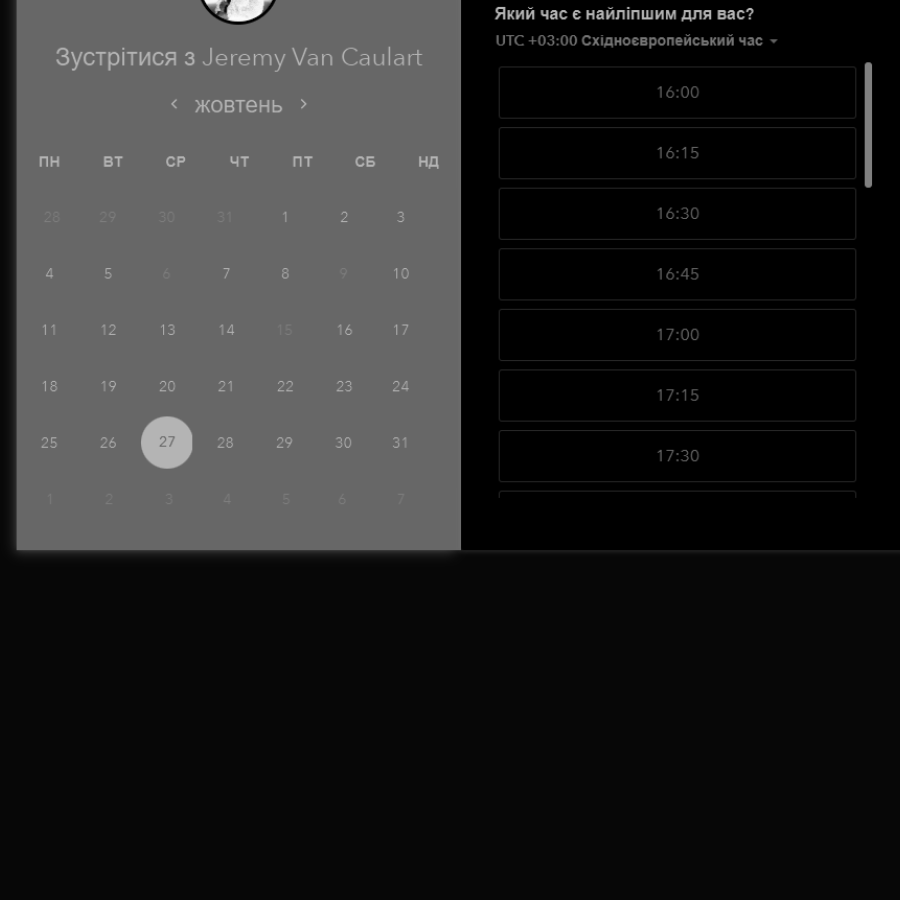 Зустрітися з Jeremy Van Caulart
жовтень
ПН ВТ СР ЧТ ПТ СБ НД
28 29 30 31 1 2 3
4 5 6 7 8 9 10
11 12 13 14 15 16 17
18 19 20 21 22 23 24
25 26 27 28 29 30 31
1 2 3 4 5 6 7
Який час є найліпшим для вас?
UTC +03:00 Східноєвропейський час
16:00
16:15
16:30
16:45
17:00
17:15
17:30